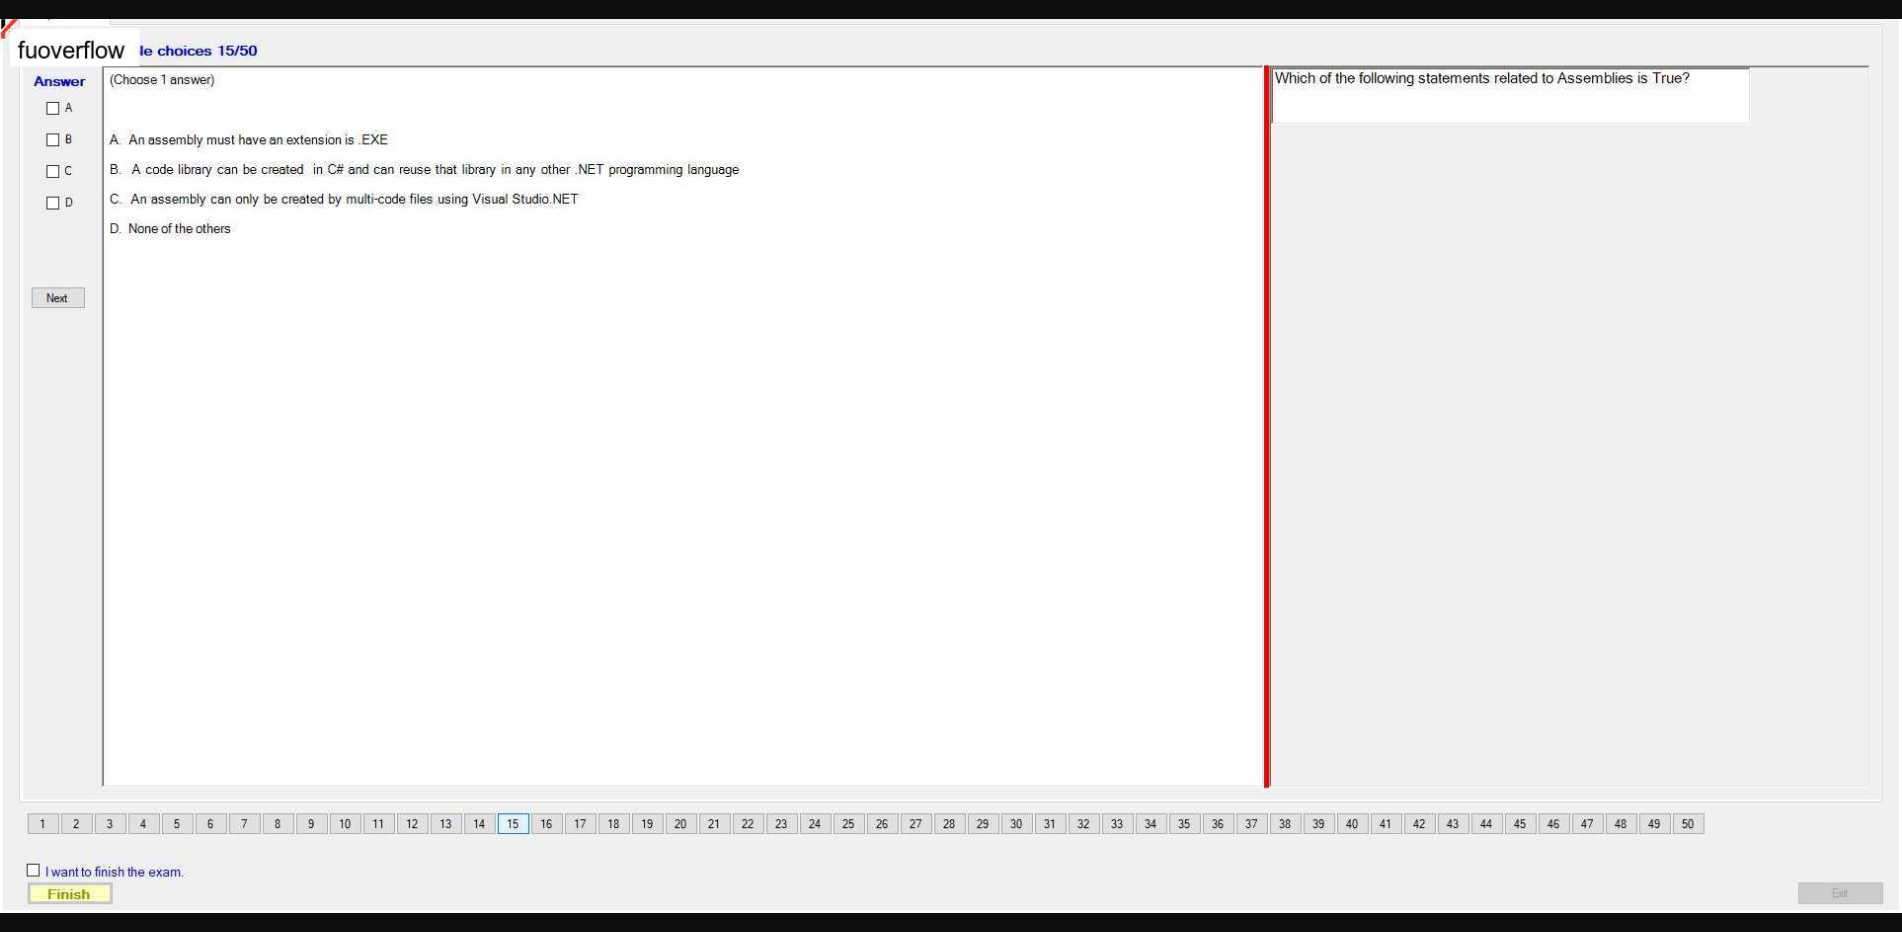 fuoverflow le choices 15/50
Answer
(Choose 1 answer)
Which of the following statements related to Assemblies is True?
A
B
C
D
A. An assembly must have an extension is .EXE
B. A code library can be created in C# and can reuse that library in any other .NET programming language
C. An assembly can only be created by multi-code files using Visual Studio.NET
D. None of the others
Next
1 2 3 4 5 6 7 8 9 10 11 12 13 14 15 16 17 18 19 20 21 22 23 24 25 26 27 28 29 30 31 32 33 34 35 36 37 38 39 40 41 42 43 44 45 46 47 48 49 50
I want to finish the exam.
Finish
Exit